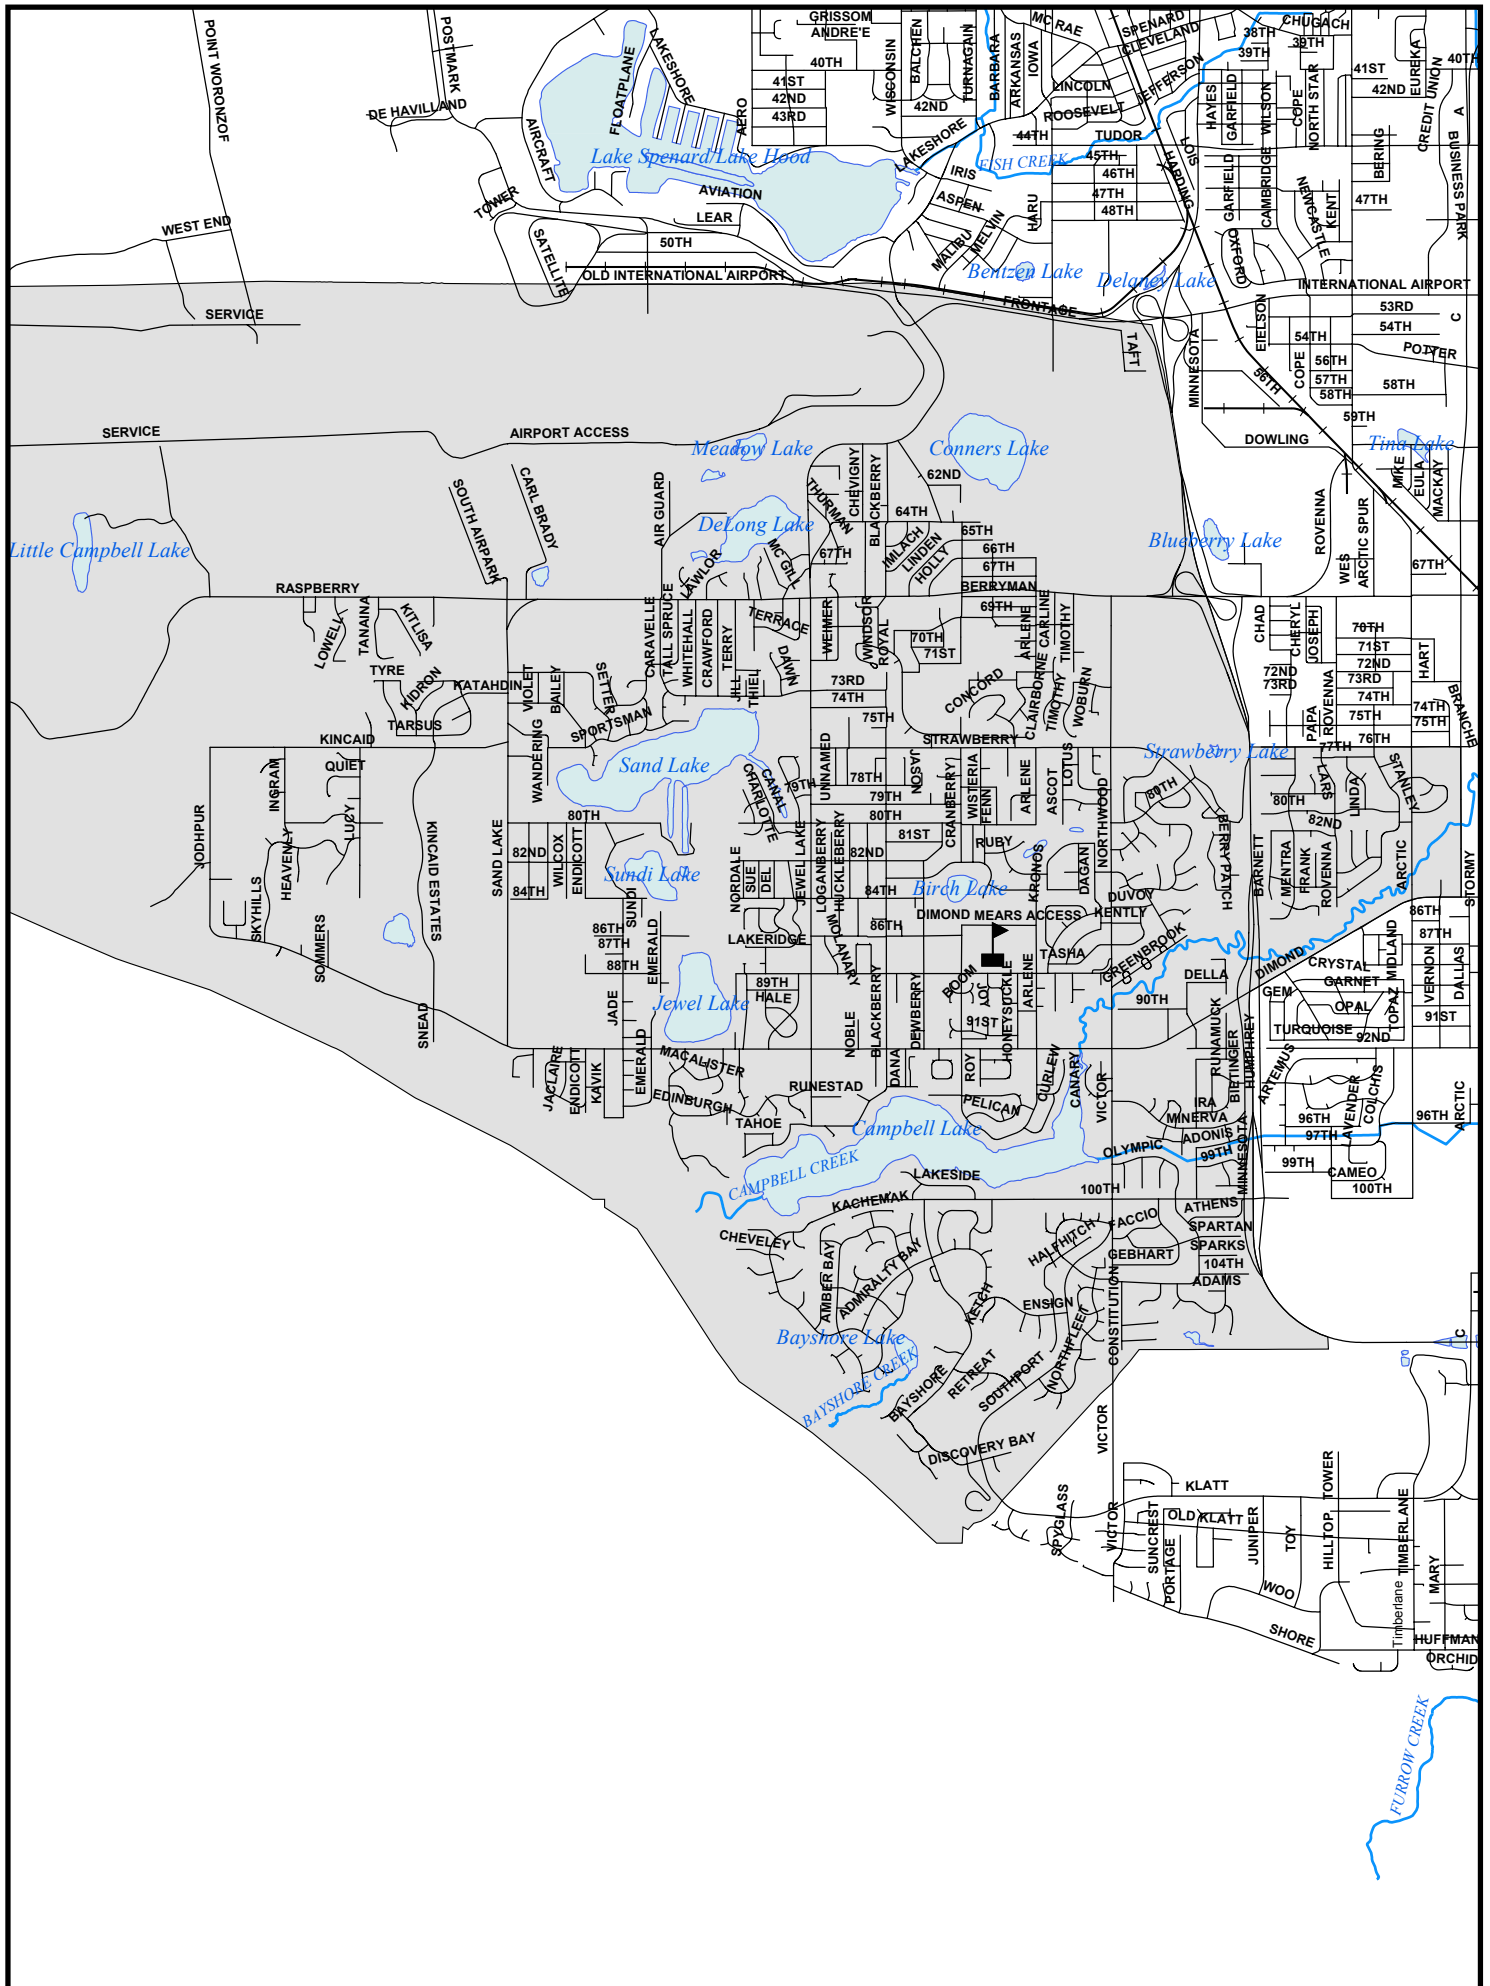 GRISSOM
ANDRE'E
MC RAE
SPENARD
CLEVELAND
CHUGACH
38TH
39TH
39TH
POINT WORONZOF
POSTMARK
LAKESHORE
FLOATPLANE
40TH
WISCONSIN
BALCHEN
TURNAGAIN
BARBARA
ARKANSAS
IOWA
JEFFERSON
EUREKA
40TH
CREDIT UNION
41ST
42ND
43RD
AERO
42ND
LINCOLN
ROOSEVELT
HAYES
GARFIELD
WILSON
COPE
NORTH STAR
41ST
42ND
A
BUSINESS PARK
DE HAVILLAND
AIRCRAFT
LAKESHORE
44TH
TUDOR
LOIS
HARDING
BERING
Lake Spenard/Lake Hood
FISH CREEK
45TH
46TH
47TH
48TH
IRIS
ASPEN
MALIBU
MELVIN
HARU
GARFIELD
CAMBRIDGE
NEWCASTLE
KENT
47TH
TOWER
AVIATION
LEAR
50TH
WEST END
SATELLITE
OLD INTERNATIONAL AIRPORT
OXFORD
Bentzen Lake
Delaney Lake
INTERNATIONAL AIRPORT
FRONTAGE
SERVICE
TAFT
MINNESOTA
EIELSON
53RD
54TH
C
54TH
COPE
POTTER
56TH
56TH
57TH
58TH
58TH
59TH
SERVICE
AIRPORT ACCESS
DOWLING
Meadow Lake
Conners Lake
Tina Lake
62ND
MIKE
EULA
MACKAY
SOUTH AIRPARK
CARL BRADY
AIR GUARD
THURMAN
CHEVIGNY
BLACKBERRY
64TH
65TH
66TH
67TH
ROVENNA
WES
ARCTIC SPUR
Little Campbell Lake
DeLong Lake
Blueberry Lake
LAWLOR
MC GILL
67TH
IMLACH
LINDEN
HOLLY
67TH
RASPBERRY
BERRYMAN
LOWELL
TANAINA
KITLISA
CARAVELLE
TALL SPRUCE
WHITEHALL
CRAWFORD
TERRY
TERRACE
WEIMER
WINDSOR
ROYAL
69TH
70TH
71ST
ARLENE
CARLINE
TIMOTHY
CHAD
CHERYL
JOSEPH
70TH
71ST
72ND
HART
TYRE
KIDRON
KATAHDIN
TARSUS
VIOLET
BAILEY
SETTER
SPORTSMAN
JILL
THIEL
DAWN
73RD
74TH
75TH
CONCORD
CLAIRBORNE
TIMOTHY
WOBURN
72ND
73RD
73RD
74TH
75TH
76TH
74TH
75TH
BRANCHE
PAPA
ROVENNA
KINCAID
WANDERING
STRAWBERRY
Strawberry Lake
77TH
INGRAM
QUIET
Sand Lake
CANAL
CHARLOTTE
79TH
UNNAMED
78TH
79TH
80TH
JASON
CRANBERRY
WISTERIA
FENN
ARLENE
ASCOT
LOTUS
NORTHWOOD
80TH
80TH
LARS
LINDA
STANLEY
82ND
JODHPUR
HEAVENLY
LUCY
KINCAID ESTATES
SAND LAKE
80TH
82ND
84TH
WILCOX
ENDICOTT
Sundi Lake
SUNDI
NORDALE
SUE
DEL
JEWEL LAKE
LOGANBERRY
HUCKLEBERRY
81ST
82ND
84TH
86TH
RUBY
Birch Lake
KRONOS
DAGAN
BERRY PATCH
BARNETT
MENTRA
FRANK
ROVENNA
ARCTIC
STORMY
SKYHILLS
SOMMERS
DUVOY
KENTLY
86TH
87TH
88TH
EMERALD
LAKERIDGE
MOLANARY
DIMOND
MEARS ACCESS
TASHA
GREENBROOK
DELLA
DIMOND
86TH
87TH
CRYSTAL
GARNET
MIDLAND
VERNON
DALLAS
JADE
Jewel Lake
89TH
HALE
BOOM
JOY
91ST
HONEYSUCKLE
ARLENE
90TH
GEM
OPAL
TOPAZ
TURQUOISE
91ST
92ND
SNEAD
JACLAIRE
ENDICOTT
KAVIK
EMERALD
MACALISTER
EDINBURGH
TAHOE
RUNESTAD
NOBLE
BLACKBERRY
DEWBERRY
DANA
ROY
PELICAN
CURLEW
CANARY
VICTOR
RUNAMUCK
BIETINGER
HUMPHREY
ARTEMUS
LAVENDER
COLCHIS
ARCTIC
IRA
MINERVA
ADONIS
96TH
96TH
97TH
Campbell Lake
OLYMPIC
99TH
MINNESOTA
99TH
CAMEO
100TH
CAMPBELL CREEK
LAKESIDE
100TH
KACHEMAK
ATHENS
SPARTAN
SPARKS
104TH
ADAMS
CHEVELEY
AMBER BAY
ADMIRALTY BAY
HALFHITCH
FACCIO
GEBHART
KETCH
ENSIGN
NORTHFLEET
CONSTITUTION
Bayshore Lake
C
BAYSHORE CREEK
BAYSHORE
RETREAT
SOUTHPORT
DISCOVERY BAY
VICTOR
KLATT
SPYGLASS
VICTOR
SUNCREST
PORTAGE
OLD KLATT
JUNIPER
TOY
HILLTOP
TOWER
TIMBERLANE
Timberlane
MARY
WOO
SHORE
HUFFMAN
ORCHID
FURROW CREEK